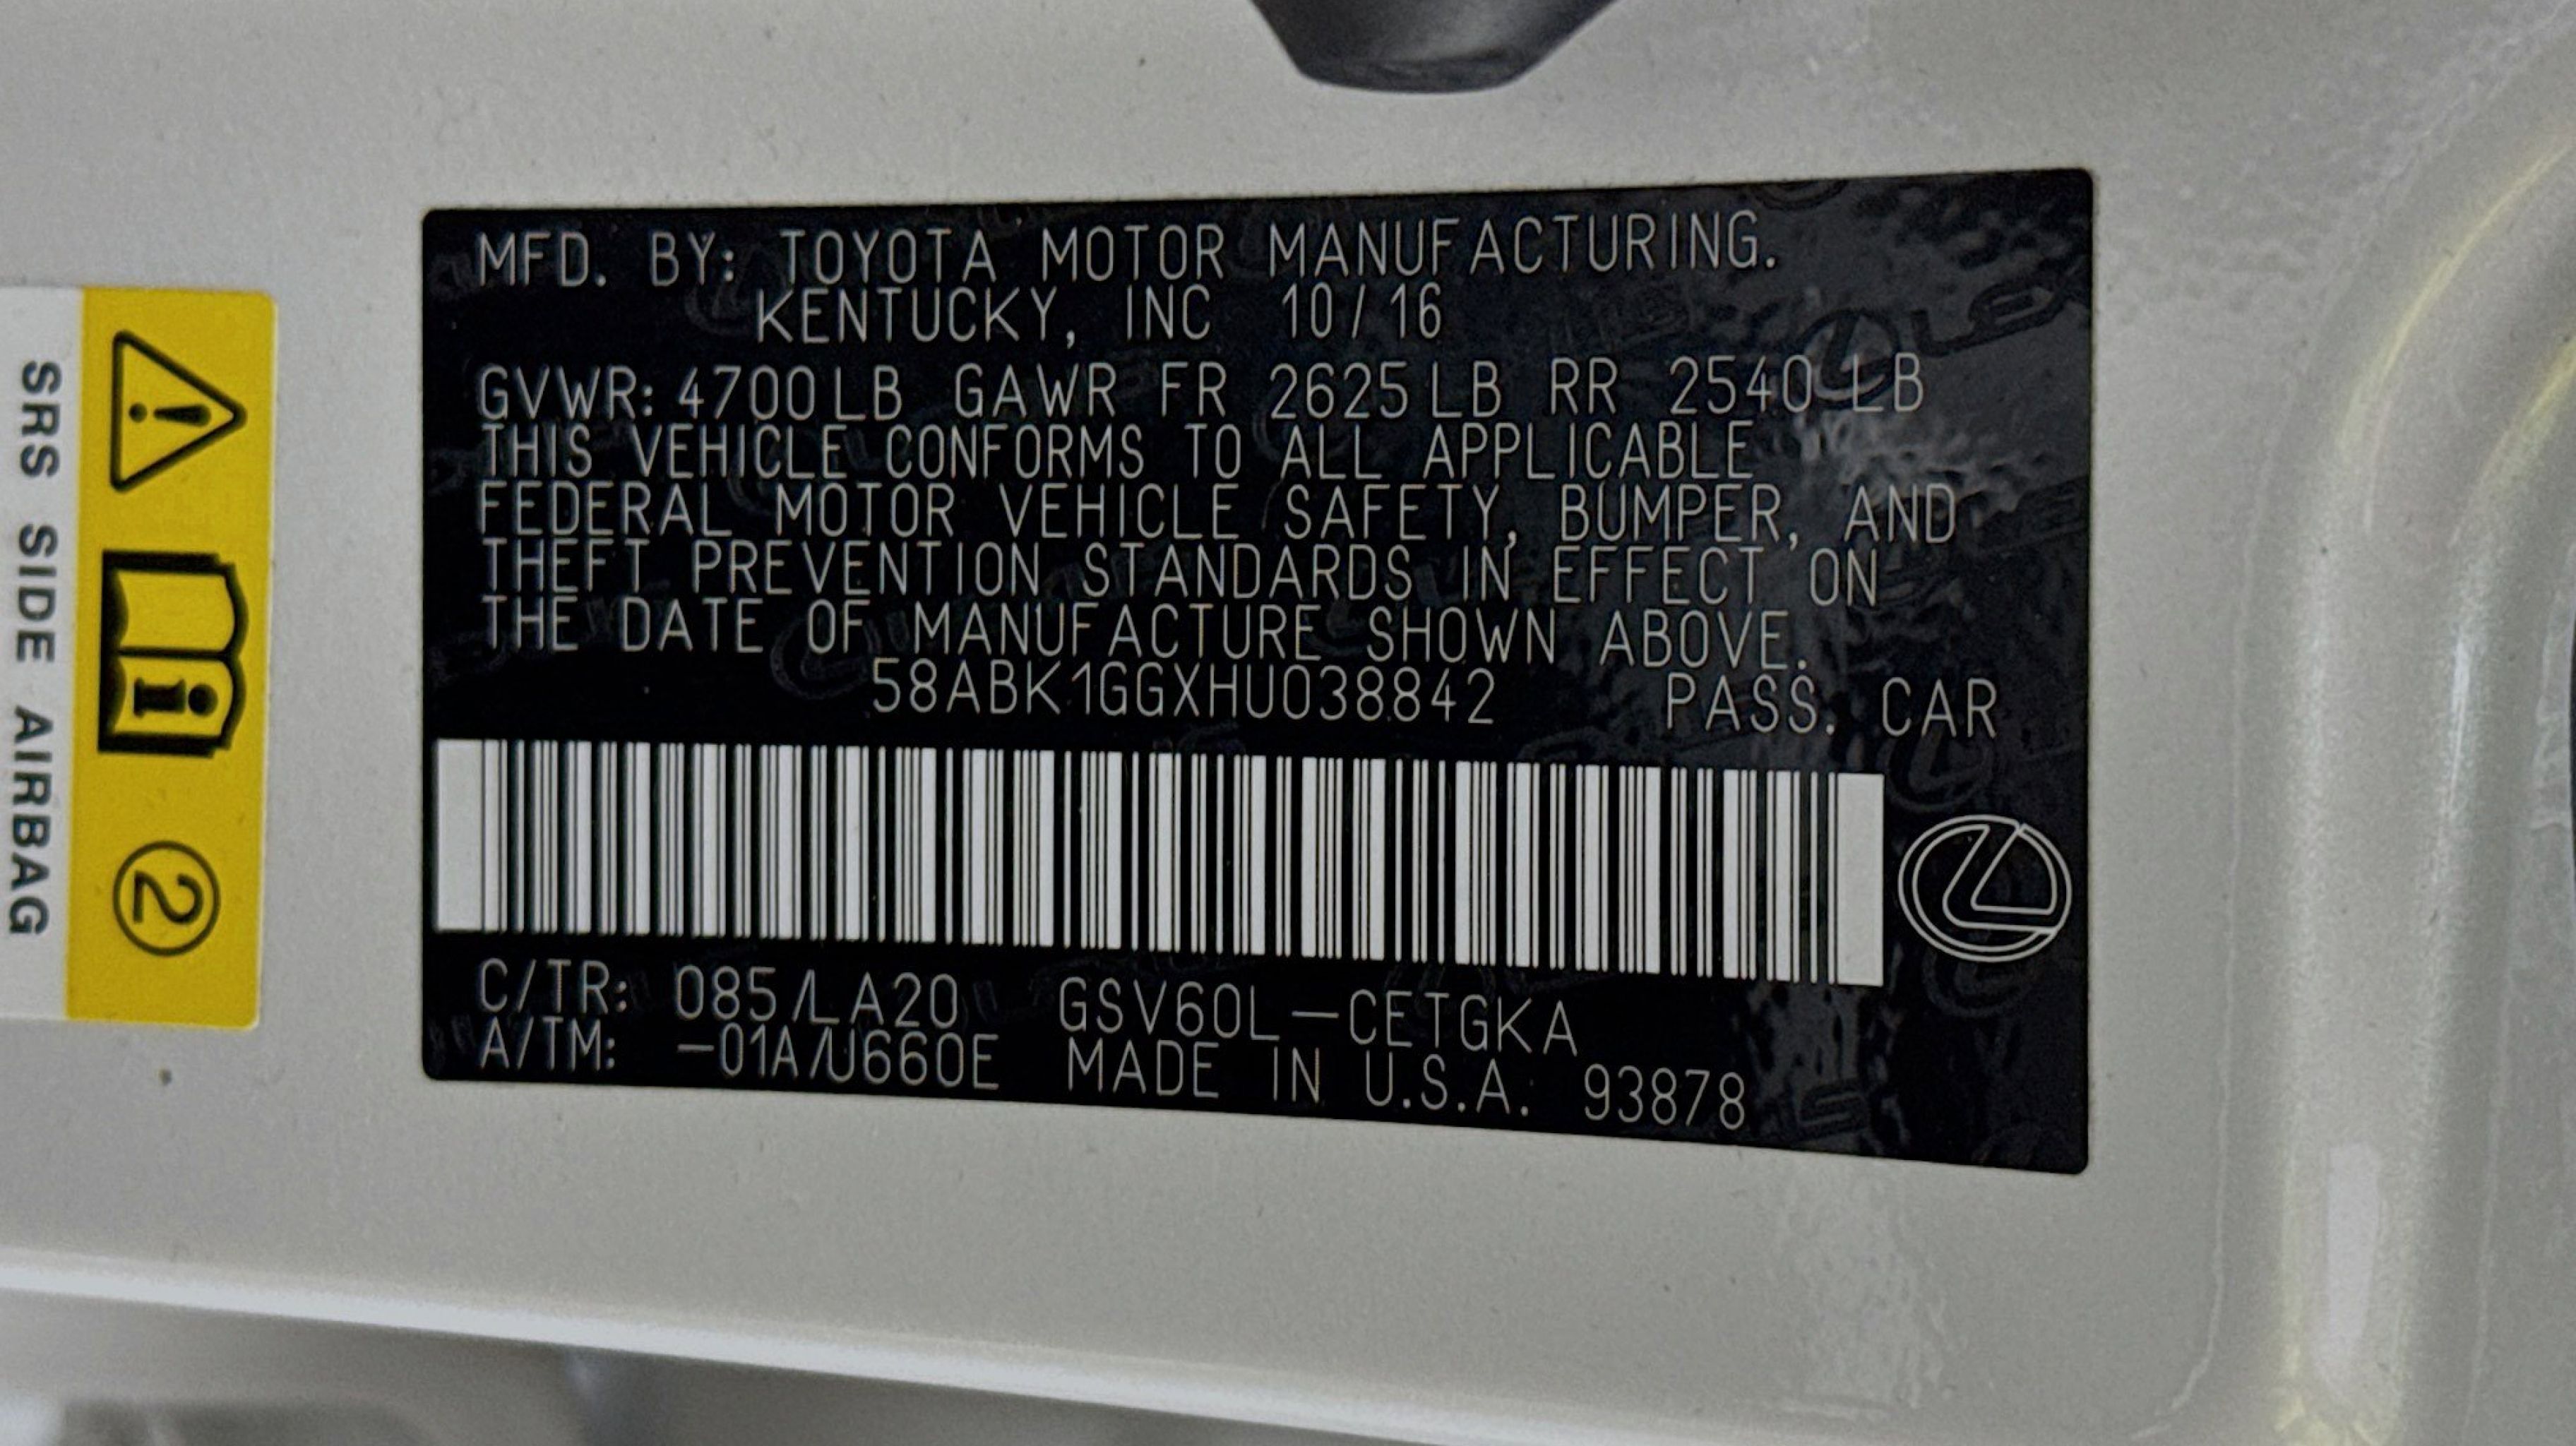 MFD. BY: TOYOTA MOTOR MANUFACTURING.
KENTUCKY, INC 10/16
GVWR: 4700LB GAWR FR 2625LB RR 2540 LB
THIS VEHICLE CONFORMS TO ALL APPLICABLE
FEDERAL MOTOR VEHICLE SAFETY, BUMPER, AND
THEFT PREVENTION STANDARDS IN EFFECT ON
THE DATE OF MANUFACTURE SHOWN ABOVE.
58ABK1GGXHU038842 PASS. CAR
C/TR: 085/LA20 GSV60L-CETGKA
A/TM: -01A/U660E MADE IN U.S.A. 93878
SRS SIDE AIRBAG
2